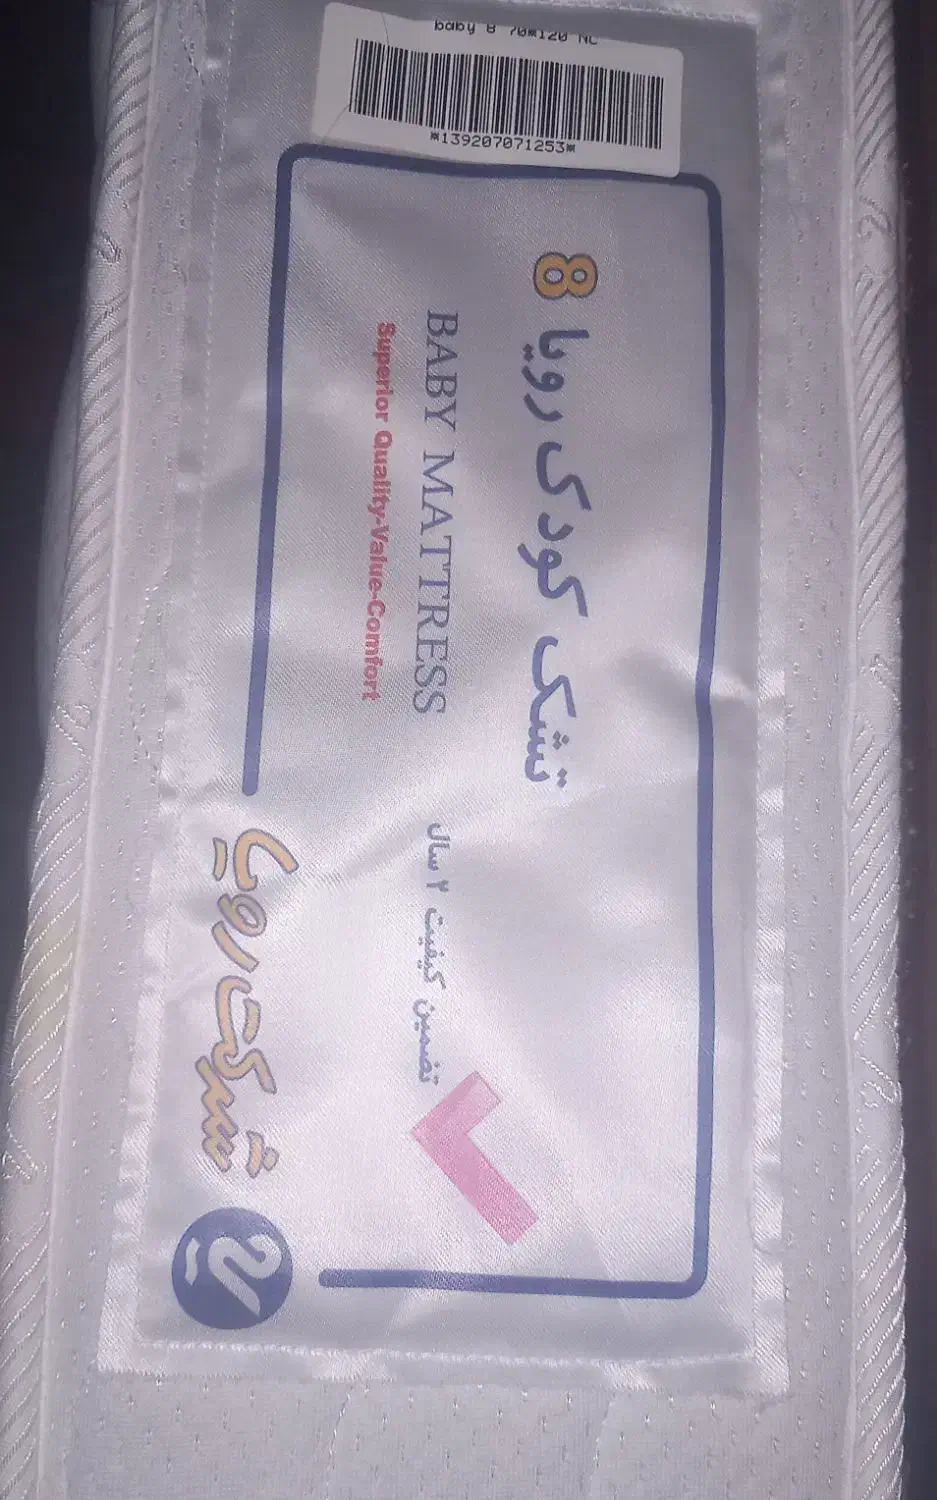 baby 8 70*120 NC
*139207071253*
تشک کودک رویا 8
BABY MATTRESS
Superior Quality-Value-Comfort
تضمین کیفیت ۲ سال
شرکت رویا